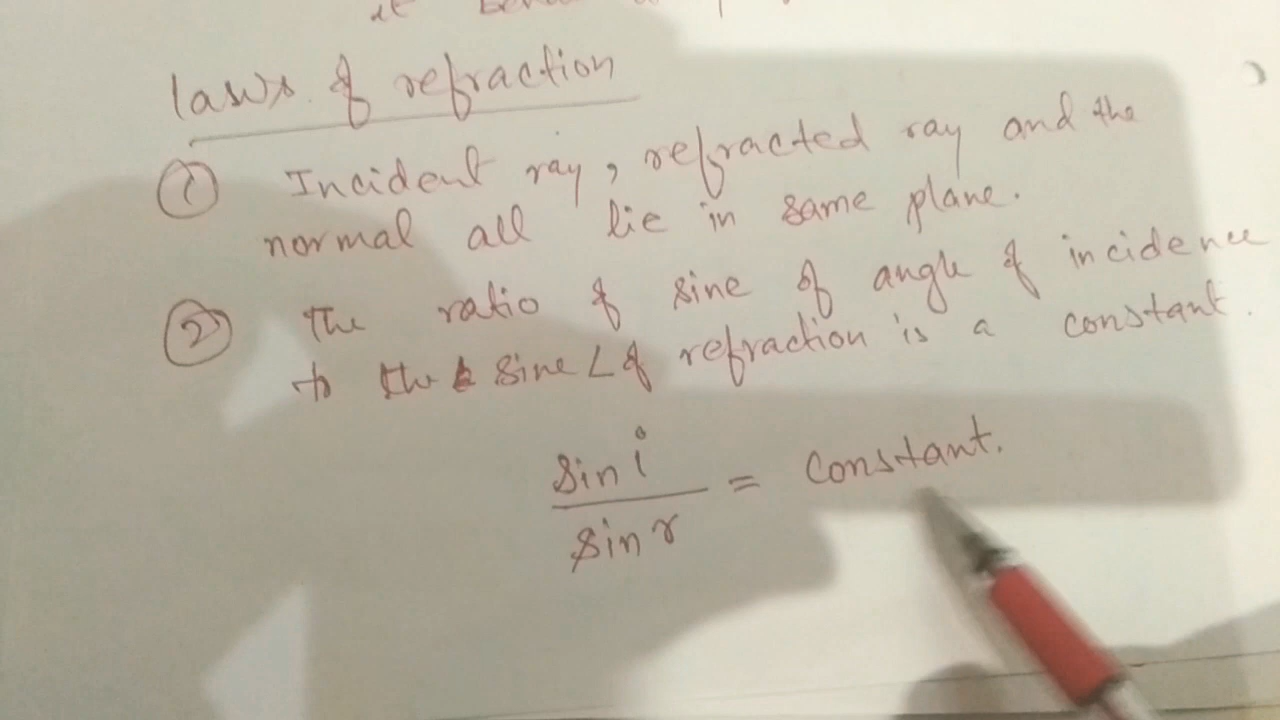 it
laws of refraction
① Incident ray, refracted ray and the
normal all lie in same plane.
② The ratio of sine of angle of incidence
to the sine ∠ of refraction is a constant.
sin i
sin r
= Constant.